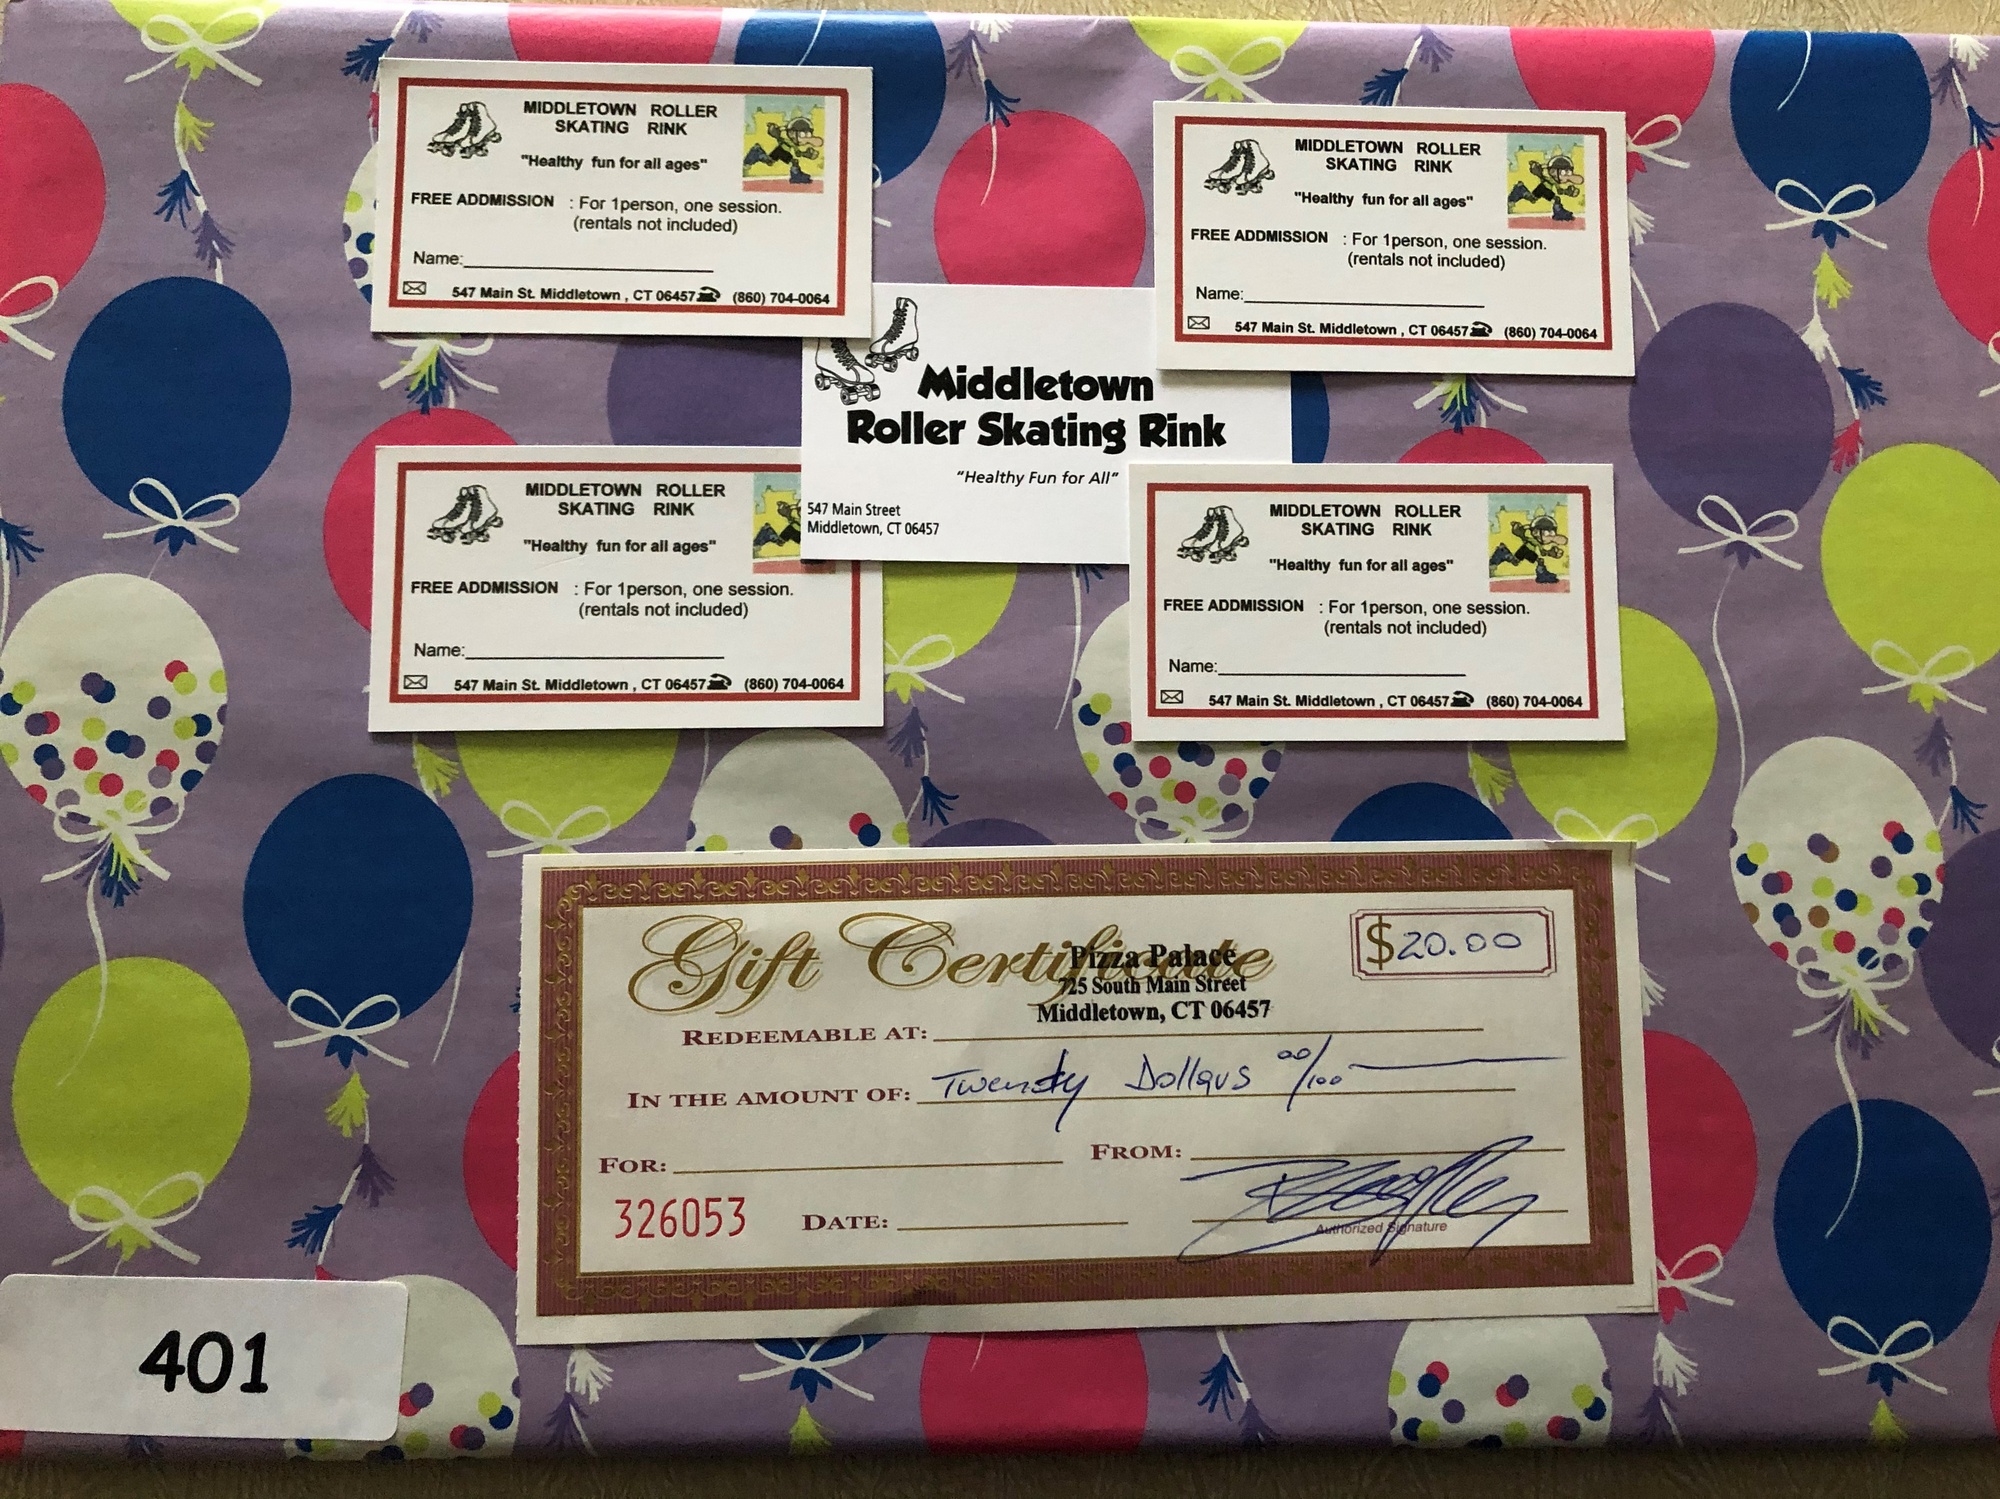 MIDDLETOWN ROLLER
SKATING RINK
"Healthy fun for all ages"
FREE ADDMISSION : For 1person, one session.
(rentals not included)
Name:
547 Main St. Middletown , CT 06457 (860) 704-0064
MIDDLETOWN ROLLER
SKATING RINK
"Healthy fun for all ages"
FREE ADDMISSION : For 1person, one session.
(rentals not included)
Name:
547 Main St. Middletown , CT 06457 (860) 704-0064
Middletown
Roller Skating Rink
"Healthy Fun for All"
547 Main Street
Middletown, CT 06457
MIDDLETOWN ROLLER
SKATING RINK
"Healthy fun for all ages"
FREE ADDMISSION : For 1person, one session.
(rentals not included)
Name:
547 Main St. Middletown , CT 06457 (860) 704-0064
MIDDLETOWN ROLLER
SKATING RINK
"Healthy fun for all ages"
FREE ADDMISSION : For 1person, one session.
(rentals not included)
Name:
547 Main St. Middletown , CT 06457 (860) 704-0064
Gift Certificate
$20.00
Pizza Palace
725 South Main Street
Middletown, CT 06457
REDEEMABLE AT:
IN THE AMOUNT OF: Twenty Dollars 00/100
FOR: FROM:
326053 DATE:
Authorized Signature
401